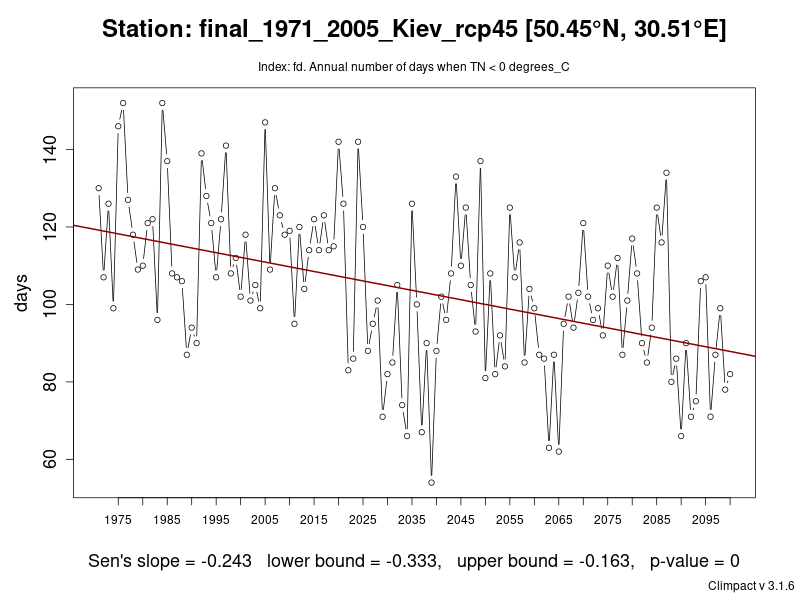 Station: final_1971_2005_Kiev_rcp45 [50.45°N, 30.51°E]
Index: fd. Annual number of days when TN < 0 degrees_C
140
120
100
80
60
days
1975 1985 1995 2005 2015 2025 2035 2045 2055 2065 2075 2085 2095
Sen's slope = -0.243 lower bound = -0.333, upper bound = -0.163, p-value = 0
Climpact v 3.1.6